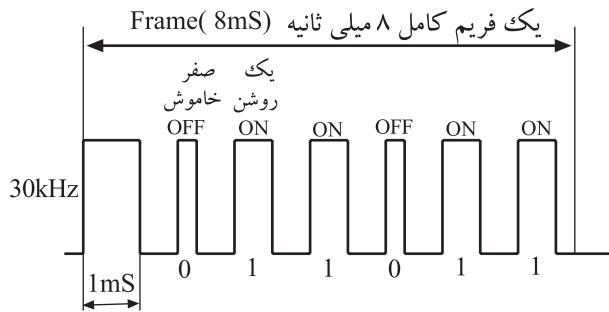 Frame( 8mS) یک فریم کامل ۸ میلی ثانیه
صفر یک
خاموش روشن
OFF ON ON OFF ON ON
30kHz
0 1 1 0 1 1
1mS